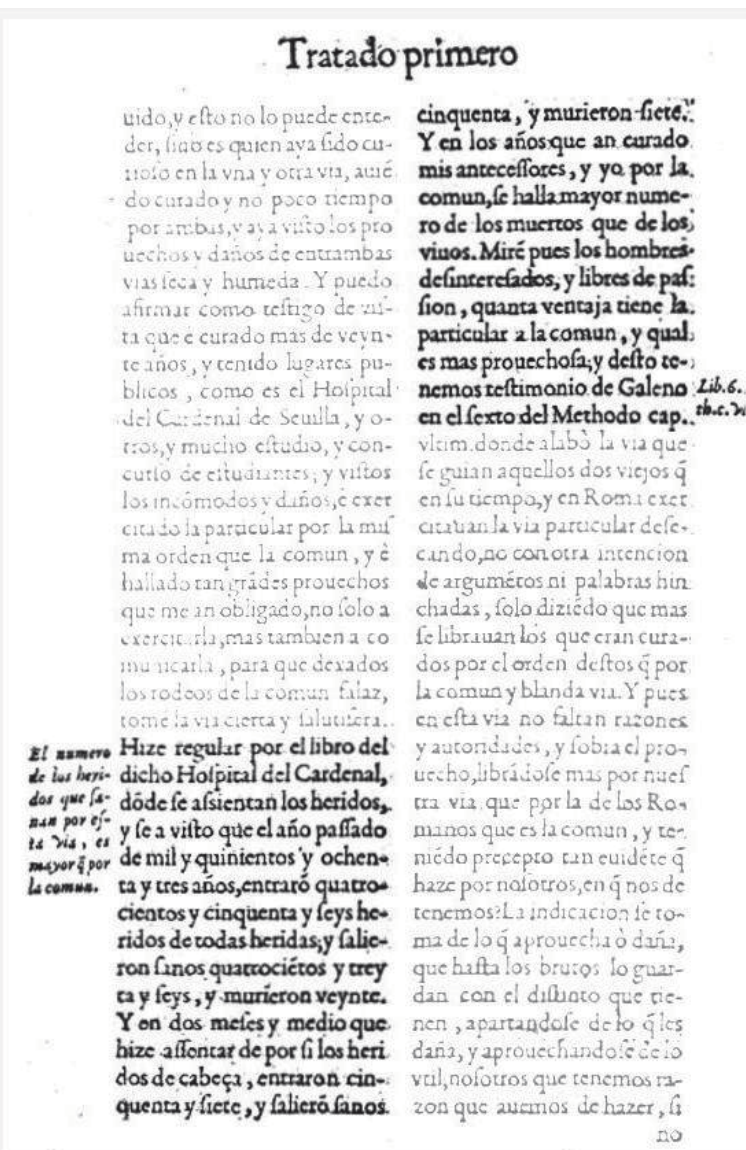 Tratado primero
uido,y esto no lo puede ente-
der, sino es quien aya sido cu-
rioso en la vna y otra via, auié
do curado y no poco tiempo
por ambas, y aya visto los pro
uechos y daños de entrambas
vias seca y humeda. Y puedo
afirmar como testigo de vis-
ta que é curado mas de veyn-
te años, y tenido lugares pu-
blicos, como es el Hospital
del Cardenal de Seuilla, y o-
tros, y mucho estudio, y con-
curso de estudiantes; y vistos
los incómodos y daños, é exer
citado la particular por la mis
ma orden que la comun, y è
hallado tan grádes prouechos
que me an obligado, no solo a
exercitarla, mas tambien a co
municarla, para que dexados
los rodeos de la comun falaz,
tomé la via cierta y salutifera.
Hize regular por el libro del
dicho Hospital del Cardenal,
dóde se assientan los heridos,
y se a visto que el año passado
de mil y quinientos y ochen-
ta y tres años, entraró quatro-
cientos y cinquenta y seys he-
ridos de todas heridas; y salie-
ron sanos quatrociétos y trey
ta y seys, y murieron veynte.
Y en dos meses y medio que
hize assentar de por si los heri
dos de cabeça, entraron cin-
quenta y siete, y salieró sanos
El numero
de los heri-
dos que sa-
nan por es-
ta via, es
mayor q̃ por
la comun.
cinquenta, y murieron siete.
Y en los años que an curado
mis antecessores, y yo por la
comun, se halla mayor nume-
ro de los muertos que de los
viuos. Miré pues los hombres
desinteresados, y libres de pas
sion, quanta ventaja tiene la
particular a la comun, y qual
es mas prouechosa; y desto te-
nemos testimonio de Galeno
en el sexto del Methodo cap.
vltim. donde alabò la via que
se guian aquellos dos viejos q̃
en su tiempo, y en Roma exer
citauan la via particular dese-
cando, no con otra intencion
de argumétos ni palabras hin
chadas, solo diziédo que mas
se librauan los que eran cura-
dos por el orden destos q̃ por
la comun y blanda via. Y pues
en esta via no faltan razones
y autoridades, y sobra el pro-
uecho, librádose mas por nues
tra via que por la de los Ro-
manos que es la comun, y te-
niédo precepto tan euidéte q̃
haze por nosotros, en q̃ nos de
tenemos? La indicacion se to-
ma de lo q̃ aprouecha ò daña,
que hasta los brutos lo guar-
dan con el distinto que tie-
nen, apartandose de lo q̃ les
daña, y aprouechandose de lo
vtil, nosotros que tenemos ra-
zon que auemos de hazer, si
no
Lib.6.
th.c.vl